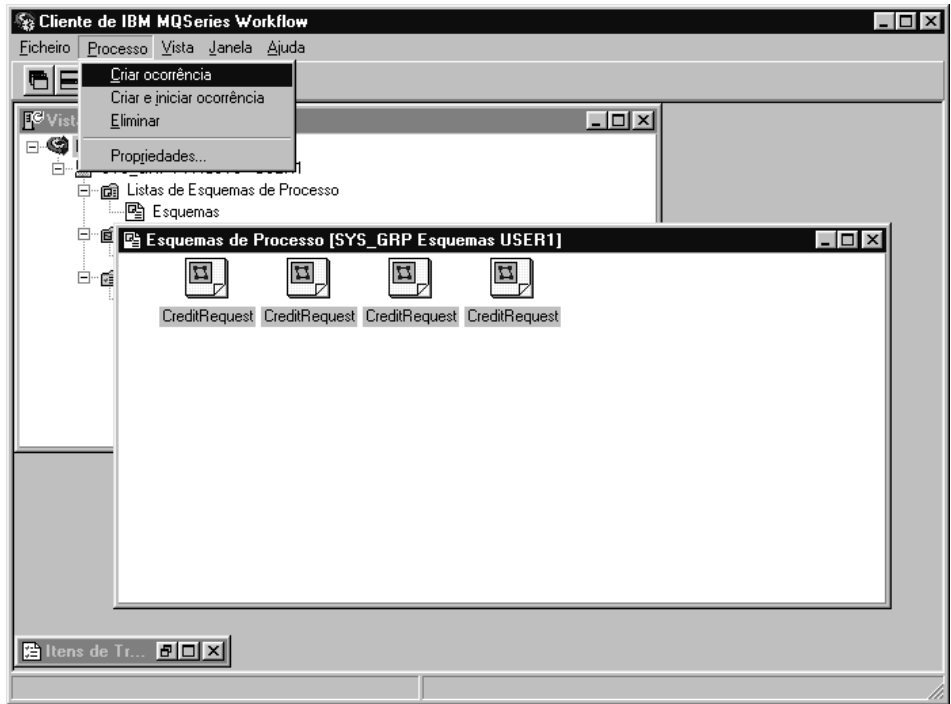 Cliente de IBM MQSeries Workflow
Ficheiro Processo Vista Janela Ajuda
Criar ocorrência
Criar e iniciar ocorrência
Eliminar
Propriedades...
Listas de Esquemas de Processo
Esquemas
Esquemas de Processo [SYS_GRP Esquemas USER1]
CreditRequest CreditRequest CreditRequest CreditRequest
Itens de Tr...